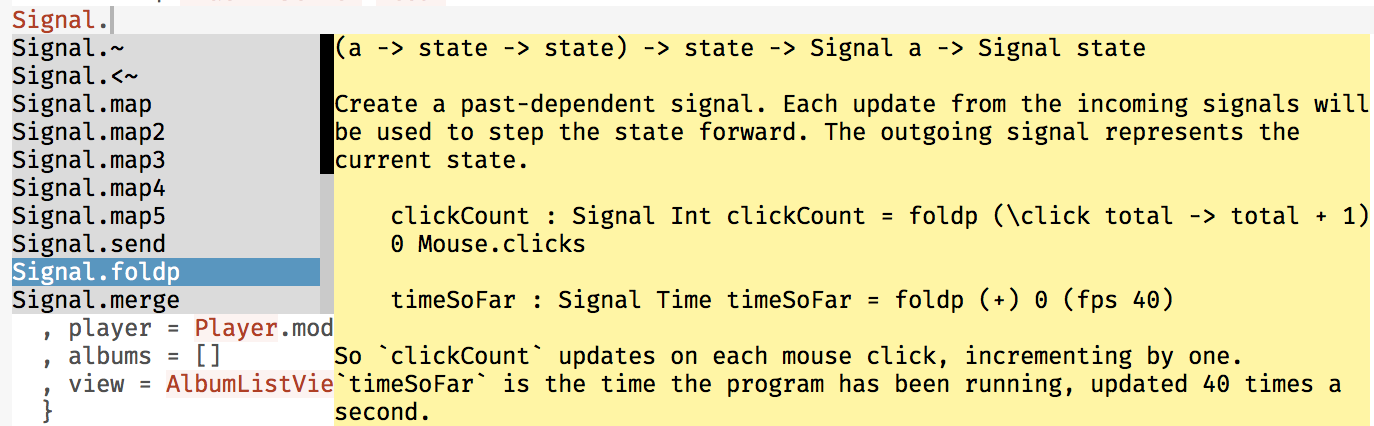 Signal.
Signal.~
Signal.<~
Signal.map
Signal.map2
Signal.map3
Signal.map4
Signal.map5
Signal.send
Signal.foldp
Signal.merge
(a -> state -> state) -> state -> Signal a -> Signal state
Create a past-dependent signal. Each update from the incoming signals will
be used to step the state forward. The outgoing signal represents the
current state.
clickCount : Signal Int clickCount = foldp (\click total -> total + 1)
0 Mouse.clicks
timeSoFar : Signal Time timeSoFar = foldp (+) 0 (fps 40)
So `clickCount` updates on each mouse click, incrementing by one.
`timeSoFar` is the time the program has been running, updated 40 times a
second.
, player = Player.mod
, albums = []
, view = AlbumListVie
}